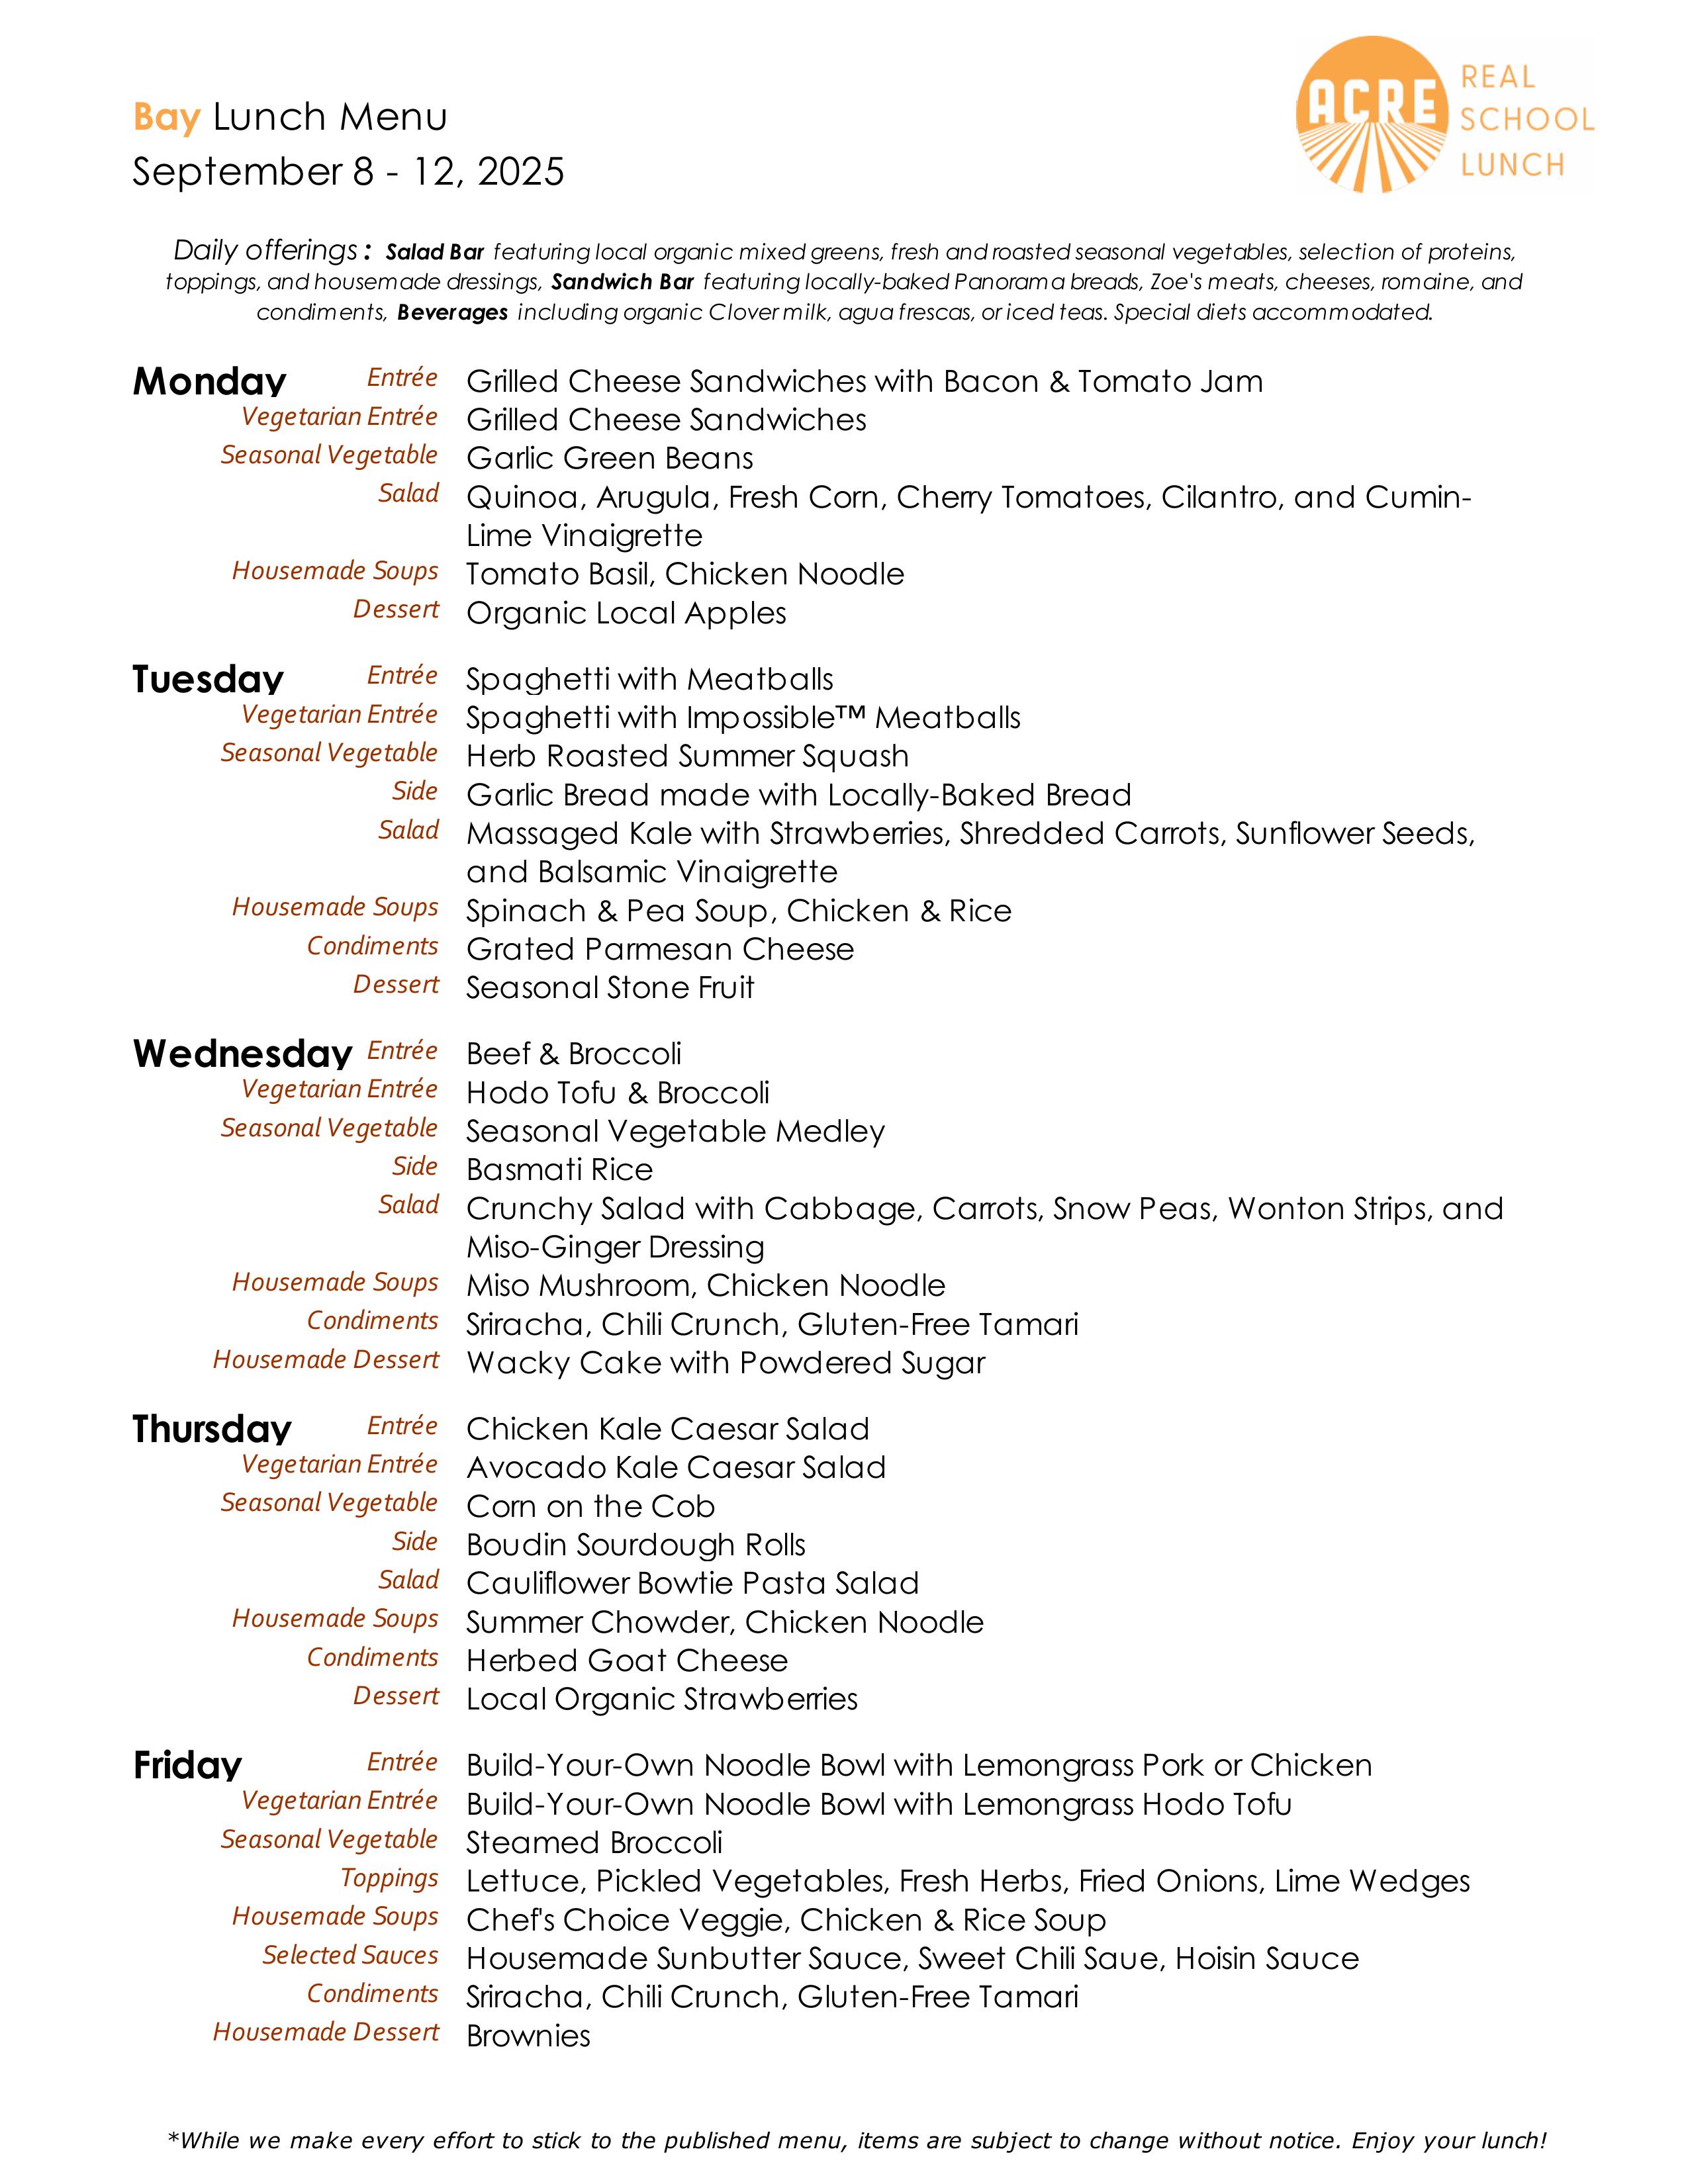 Bay Lunch Menu
September 8 - 12, 2025
ACRE
REAL
SCHOOL
LUNCH
Daily offerings : Salad Bar featuring local organic mixed greens, fresh and roasted seasonal vegetables, selection of proteins,
toppings, and housemade dressings, Sandwich Bar featuring locally-baked Panorama breads, Zoe's meats, cheeses, romaine, and
condiments, Beverages including organic Clover milk, agua frescas, or iced teas. Special diets accommodated.
Monday Entrée Grilled Cheese Sandwiches with Bacon & Tomato Jam
Vegetarian Entrée Grilled Cheese Sandwiches
Seasonal Vegetable Garlic Green Beans
Salad Quinoa, Arugula, Fresh Corn, Cherry Tomatoes, Cilantro, and Cumin-
Lime Vinaigrette
Housemade Soups Tomato Basil, Chicken Noodle
Dessert Organic Local Apples
Tuesday Entrée Spaghetti with Meatballs
Vegetarian Entrée Spaghetti with Impossible™ Meatballs
Seasonal Vegetable Herb Roasted Summer Squash
Side Garlic Bread made with Locally-Baked Bread
Salad Massaged Kale with Strawberries, Shredded Carrots, Sunflower Seeds,
and Balsamic Vinaigrette
Housemade Soups Spinach & Pea Soup, Chicken & Rice
Condiments Grated Parmesan Cheese
Dessert Seasonal Stone Fruit
Wednesday Entrée Beef & Broccoli
Vegetarian Entrée Hodo Tofu & Broccoli
Seasonal Vegetable Seasonal Vegetable Medley
Side Basmati Rice
Salad Crunchy Salad with Cabbage, Carrots, Snow Peas, Wonton Strips, and
Miso-Ginger Dressing
Housemade Soups Miso Mushroom, Chicken Noodle
Condiments Sriracha, Chili Crunch, Gluten-Free Tamari
Housemade Dessert Wacky Cake with Powdered Sugar
Thursday Entrée Chicken Kale Caesar Salad
Vegetarian Entrée Avocado Kale Caesar Salad
Seasonal Vegetable Corn on the Cob
Side Boudin Sourdough Rolls
Salad Cauliflower Bowtie Pasta Salad
Housemade Soups Summer Chowder, Chicken Noodle
Condiments Herbed Goat Cheese
Dessert Local Organic Strawberries
Friday Entrée Build-Your-Own Noodle Bowl with Lemongrass Pork or Chicken
Vegetarian Entrée Build-Your-Own Noodle Bowl with Lemongrass Hodo Tofu
Seasonal Vegetable Steamed Broccoli
Toppings Lettuce, Pickled Vegetables, Fresh Herbs, Fried Onions, Lime Wedges
Housemade Soups Chef's Choice Veggie, Chicken & Rice Soup
Selected Sauces Housemade Sunbutter Sauce, Sweet Chili Saue, Hoisin Sauce
Condiments Sriracha, Chili Crunch, Gluten-Free Tamari
Housemade Dessert Brownies
*While we make every effort to stick to the published menu, items are subject to change without notice. Enjoy your lunch!